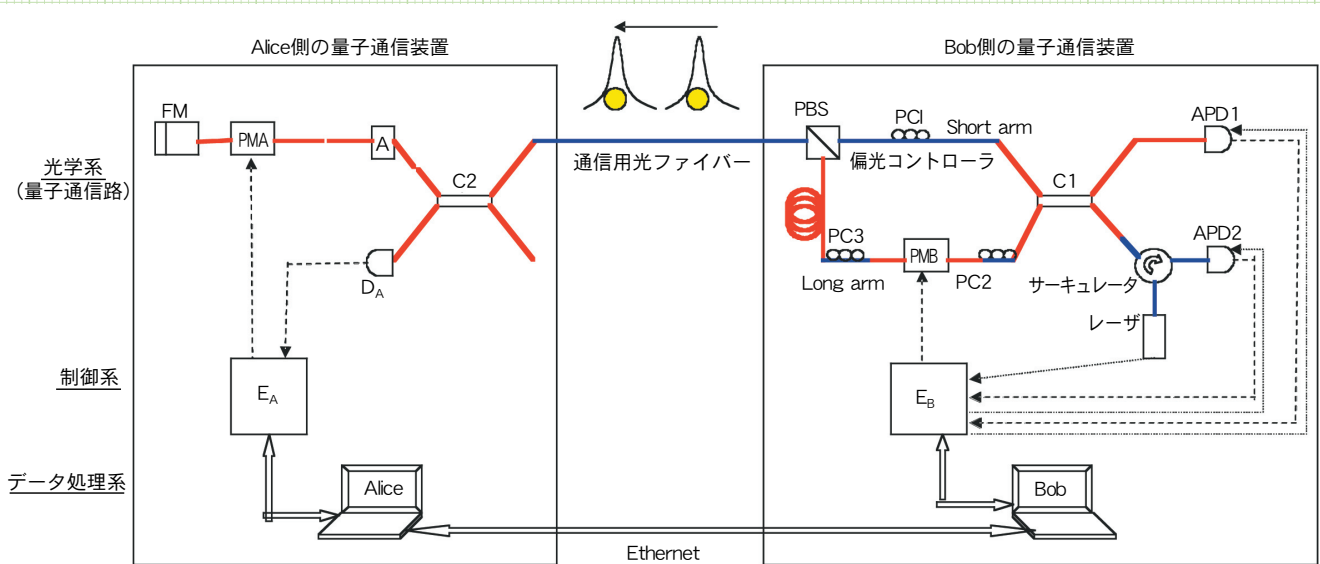 Alice側の量子通信装置
Bob側の量子通信装置
FM
PMA
A
C2
D_A
光学系
(量子通信路)
通信用光ファイバー
PBS
PC1
Short arm
偏光コントローラ
C1
APD1
APD2
PC3
PMB
PC2
Long arm
サーキュレータ
レーザ
制御系
E_A
E_B
データ処理系
Alice
Bob
Ethernet